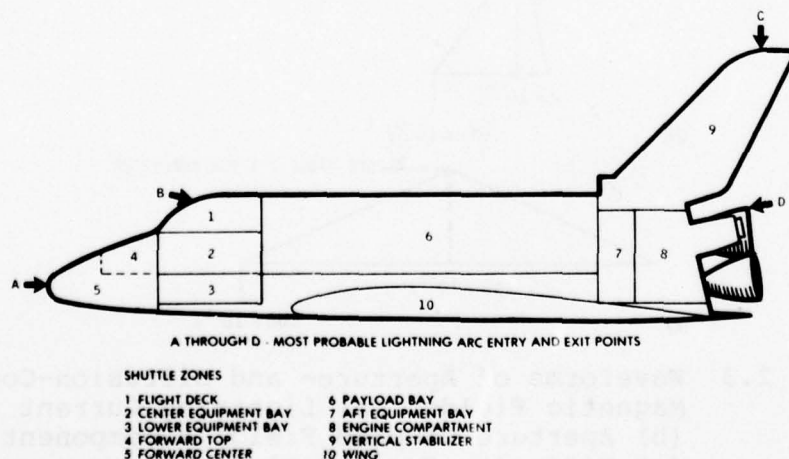 C
9
B
D
1
6
4
2
7
8
A
5
3
10
A THROUGH D - MOST PROBABLE LIGHTNING ARC ENTRY AND EXIT POINTS
SHUTTLE ZONES
1 FLIGHT DECK
2 CENTER EQUIPMENT BAY
3 LOWER EQUIPMENT BAY
4 FORWARD TOP
5 FORWARD CENTER
6 PAYLOAD BAY
7 AFT EQUIPMENT BAY
8 ENGINE COMPARTMENT
9 VERTICAL STABILIZER
10 WING